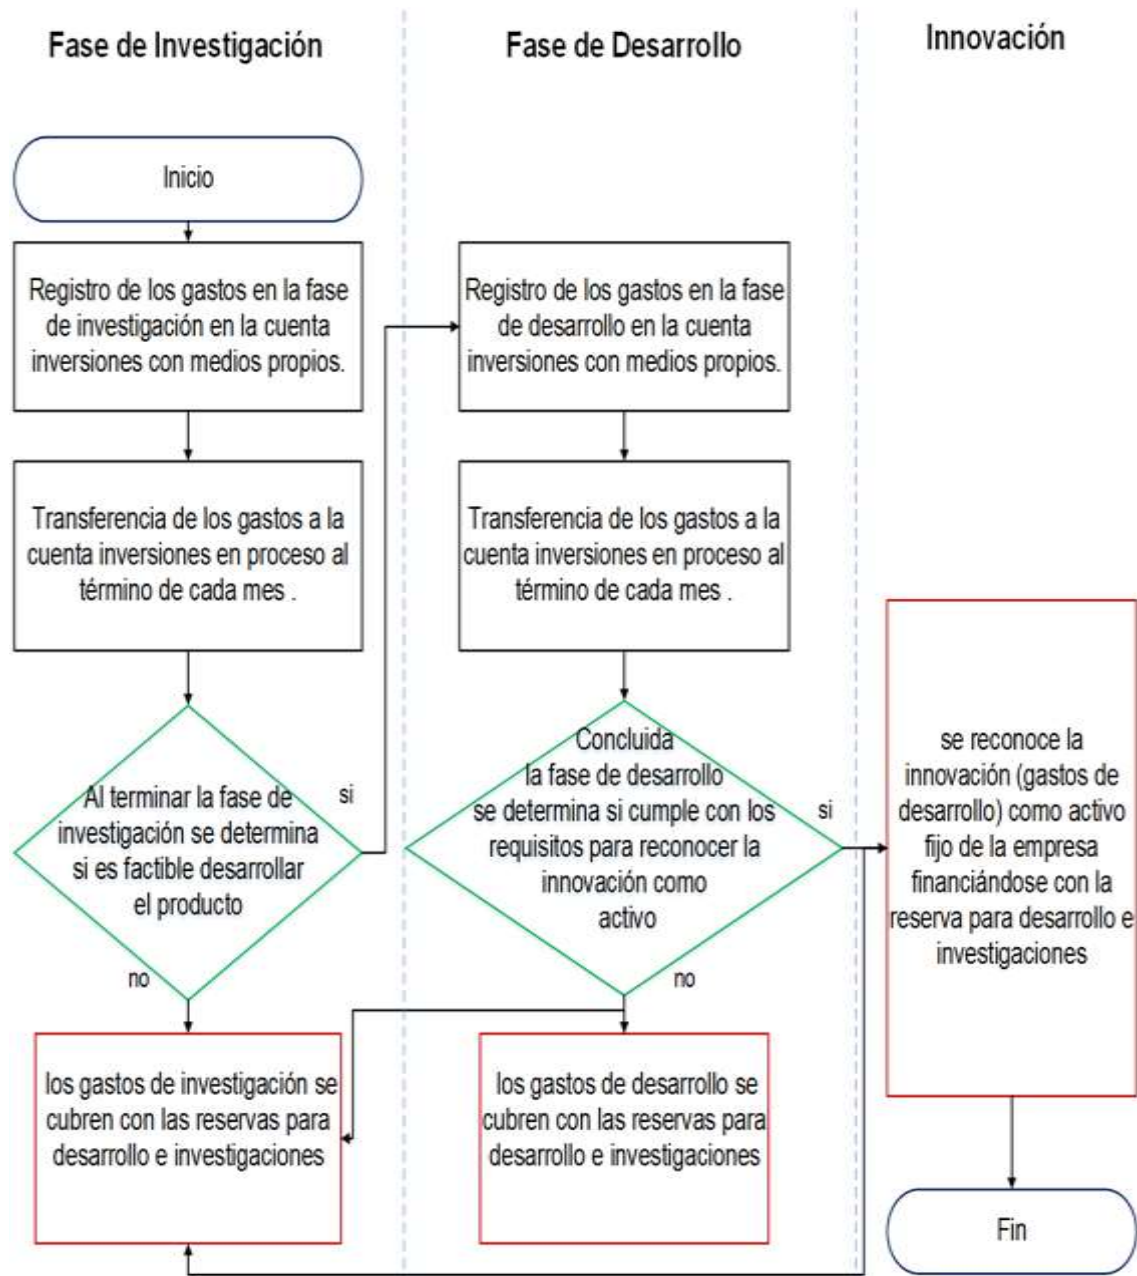 Fase de Investigación
Fase de Desarrollo
Innovación
Inicio
Registro de los gastos en la fase
de investigación en la cuenta
inversiones con medios propios.
Transferencia de los gastos a la
cuenta inversiones en proceso al
término de cada mes .
Al terminar la fase de
investigación se determina
si es factible desarrollar
el producto
si
no
los gastos de investigación se
cubren con las reservas para
desarrollo e investigaciones
Registro de los gastos en la fase
de desarrollo en la cuenta
inversiones con medios propios.
Transferencia de los gastos a la
cuenta inversiones en proceso al
término de cada mes .
Concluida
la fase de desarrollo
se determina si cumple con los
requisitos para reconocer la
innovación como
activo
si
no
los gastos de desarrollo se
cubren con las reservas para
desarrollo e investigaciones
se reconoce la
innovación (gastos de
desarrollo) como activo
fijo de la empresa
financiándose con la
reserva para desarrollo e
investigaciones
Fin